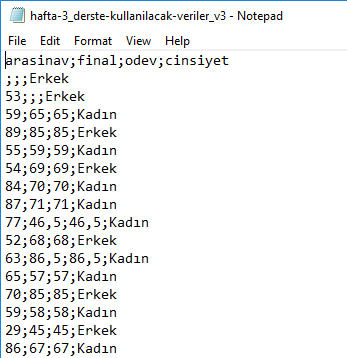 hafta-3_derste-kullanilacak-veriler_v3 - Notepad
File Edit Format View Help
arasinav;final;odev;cinsiyet
;;;Erkek
53;;;Erkek
59;65;65;Kadın
89;85;85;Erkek
55;59;59;Kadın
54;69;69;Erkek
84;70;70;Kadın
87;71;71;Kadın
77;46,5;46,5;Kadın
52;68;68;Erkek
63;86,5;86,5;Kadın
65;57;57;Kadın
70;85;85;Erkek
59;58;58;Kadın
29;45;45;Erkek
86;67;67;Kadın